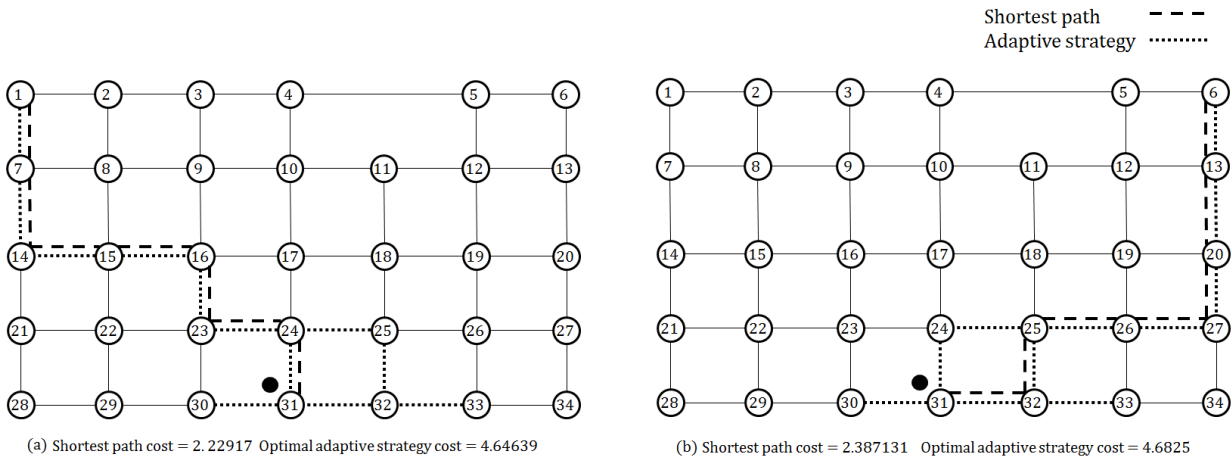 Shortest path
Adaptive strategy
1 2 3 4 5 6
7 8 9 10 11 12 13
14 15 16 17 18 19 20
21 22 23 24 25 26 27
28 29 30 31 32 33 34
(a) Shortest path cost = 2.22917 Optimal adaptive strategy cost = 4.64639
1 2 3 4 5 6
7 8 9 10 11 12 13
14 15 16 17 18 19 20
21 22 23 24 25 26 27
28 29 30 31 32 33 34
(b) Shortest path cost = 2.387131 Optimal adaptive strategy cost = 4.6825